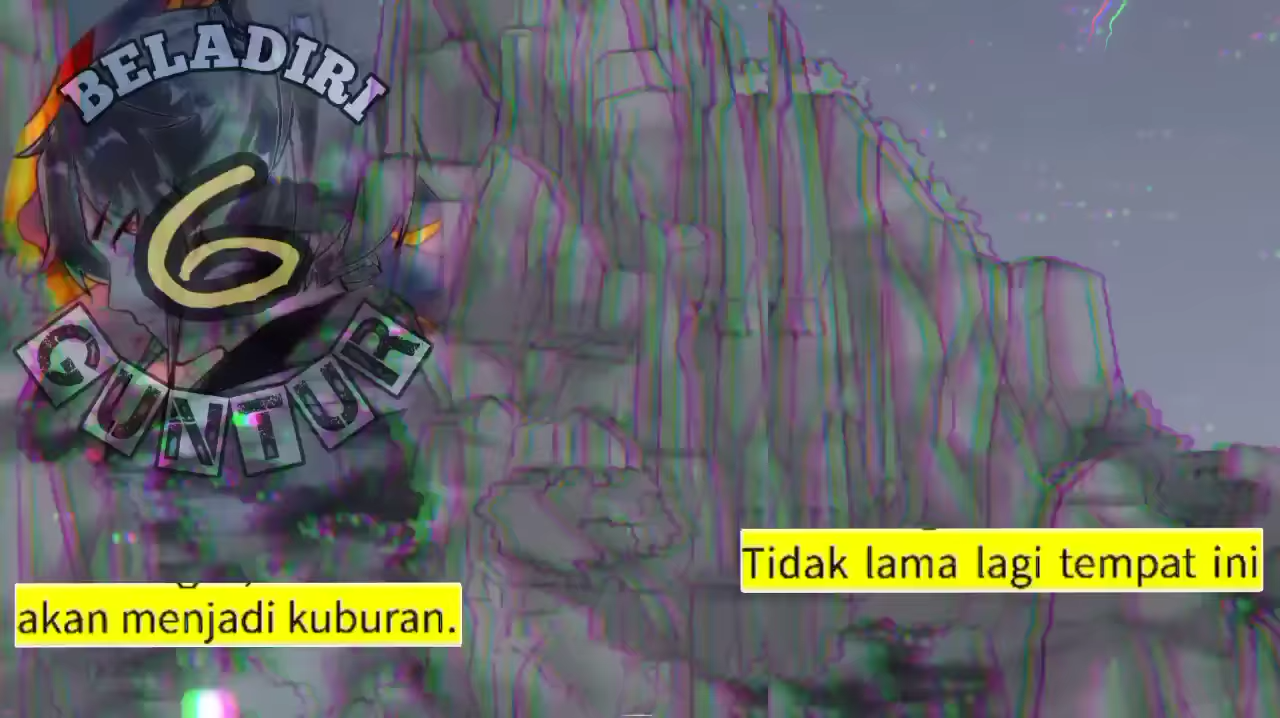 BELADIRI
6
GUNTUR
Tidak lama lagi tempat ini
akan menjadi kuburan.